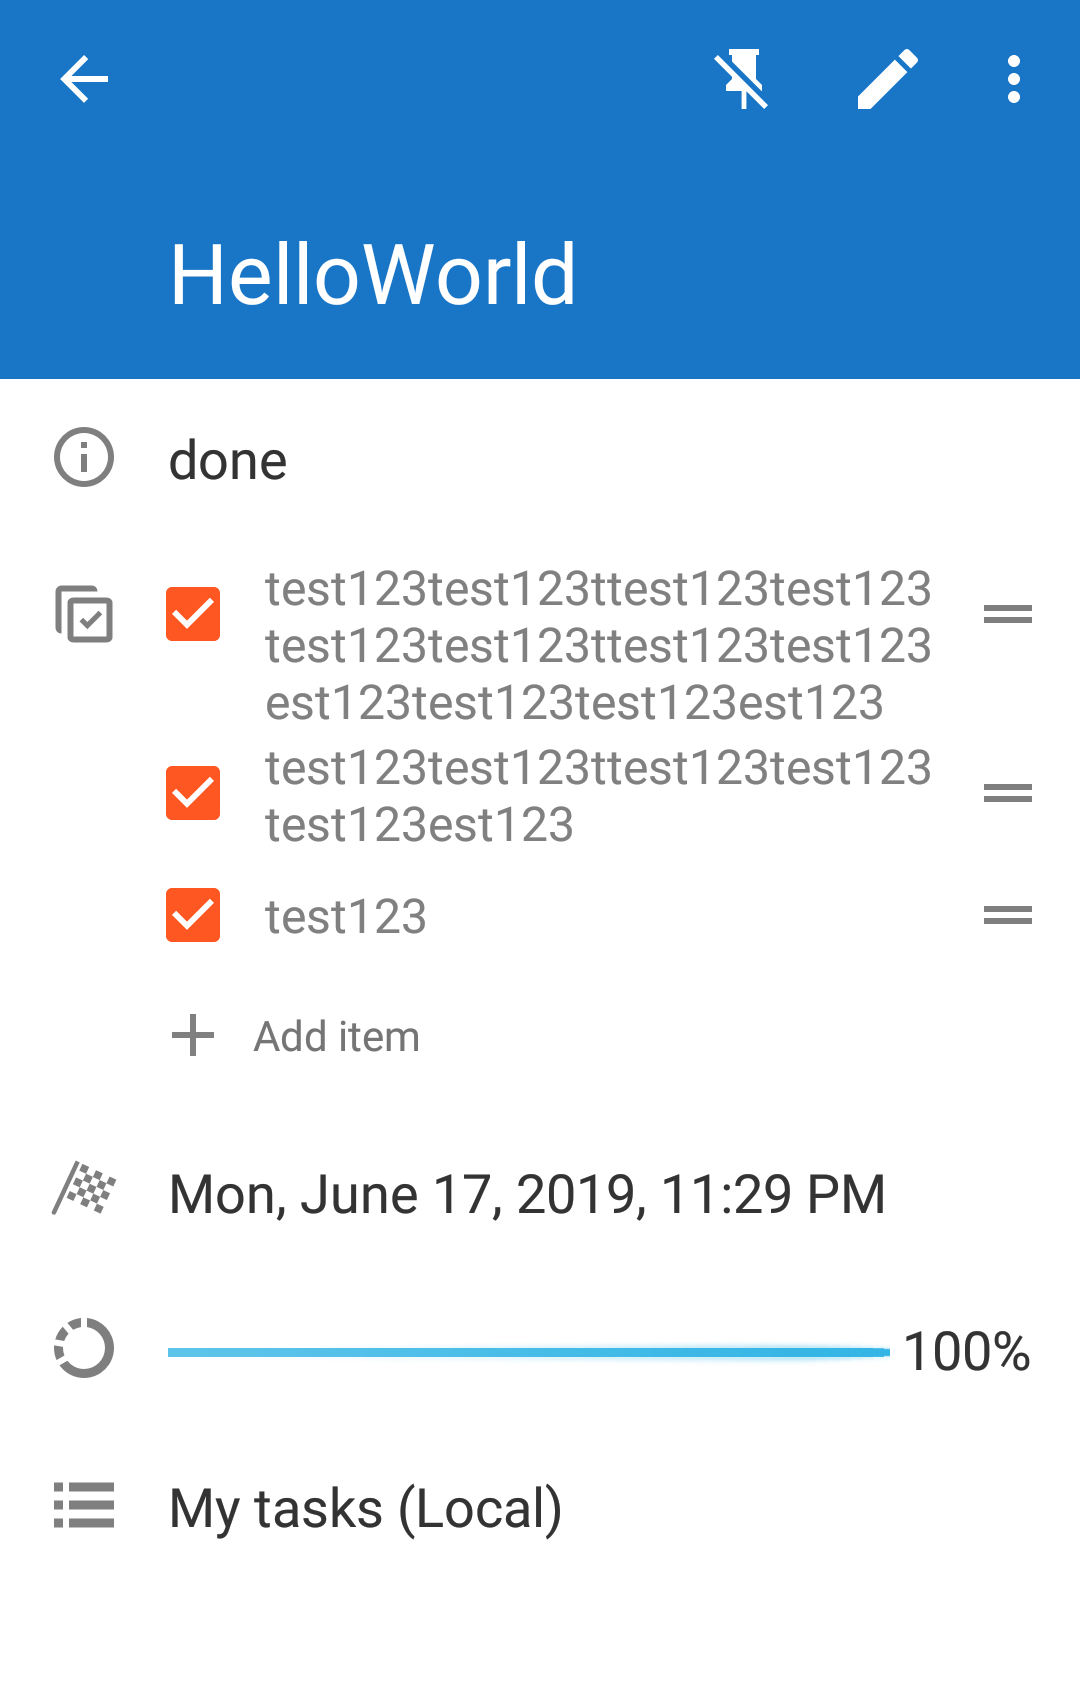 HelloWorld
done
test123test123ttest123test123
test123test123ttest123test123
est123test123test123est123
test123test123ttest123test123
test123est123
test123
Add item
Mon, June 17, 2019, 11:29 PM
100%
My tasks (Local)